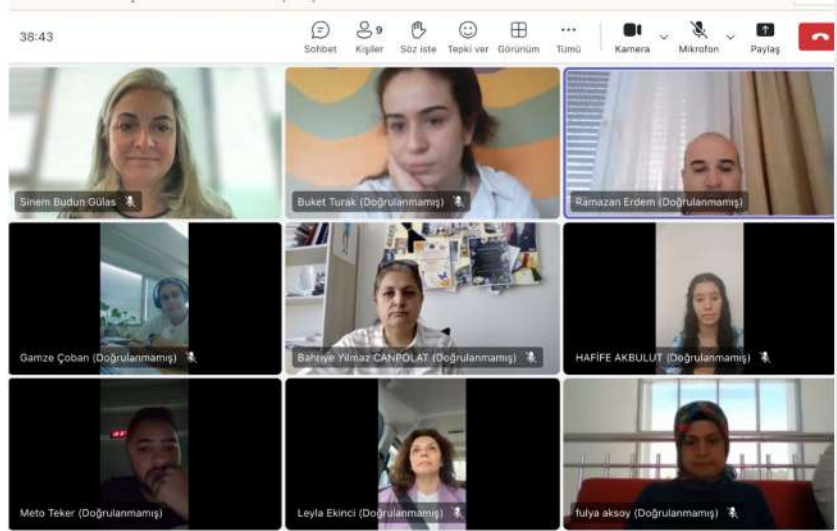 38:43
Sohbet
9
Kişiler
Söz iste
Tepki ver
Görünüm
Tümü
Kamera
Mikrofon
Paylaş
Sinem Budun Gülas
Buket Turak (Doğrulanmamış)
Ramazan Erdem (Doğrulanmamış)
Gamze Çoban (Doğrulanmamış)
Bahriye Yılmaz CANPOLAT (Doğrulanmamış)
HAFİFE AKBULUT (Doğrulanmamış)
Meto Teker (Doğrulanmamış)
Leyla Ekinci (Doğrulanmamış)
fulya aksoy (Doğrulanmamış)